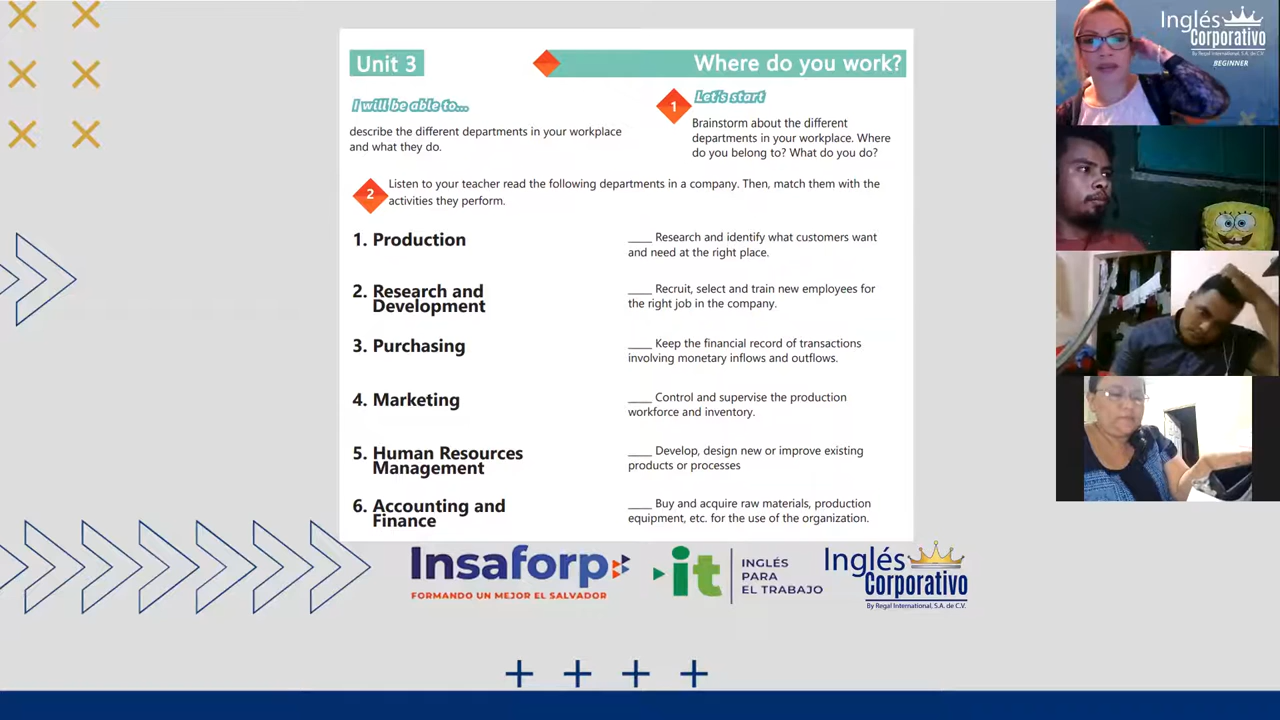 Unit 3
Where do you work?
I will be able to...
describe the different departments in your workplace
and what they do.
1
Let's start
Brainstorm about the different
departments in your workplace. Where
do you belong to? What do you do?
2
Listen to your teacher read the following departments in a company. Then, match them with the
activities they perform.
1. Production
____ Research and identify what customers want
and need at the right place.
2. Research and
Development
____ Recruit, select and train new employees for
the right job in the company.
3. Purchasing
____ Keep the financial record of transactions
involving monetary inflows and outflows.
4. Marketing
____ Control and supervise the production
workforce and inventory.
5. Human Resources
Management
____ Develop, design new or improve existing
products or processes
6. Accounting and
Finance
____ Buy and acquire raw materials, production
equipment, etc. for the use of the organization.
Insaforp
FORMANDO UN MEJOR EL SALVADOR
it
INGLÉS
PARA
EL TRABAJO
Inglés
Corporativo
By Regal International, S.A. de C.V.
Inglés
Corporativo
By Regal International, S.A. de C.V.
BEGINNER